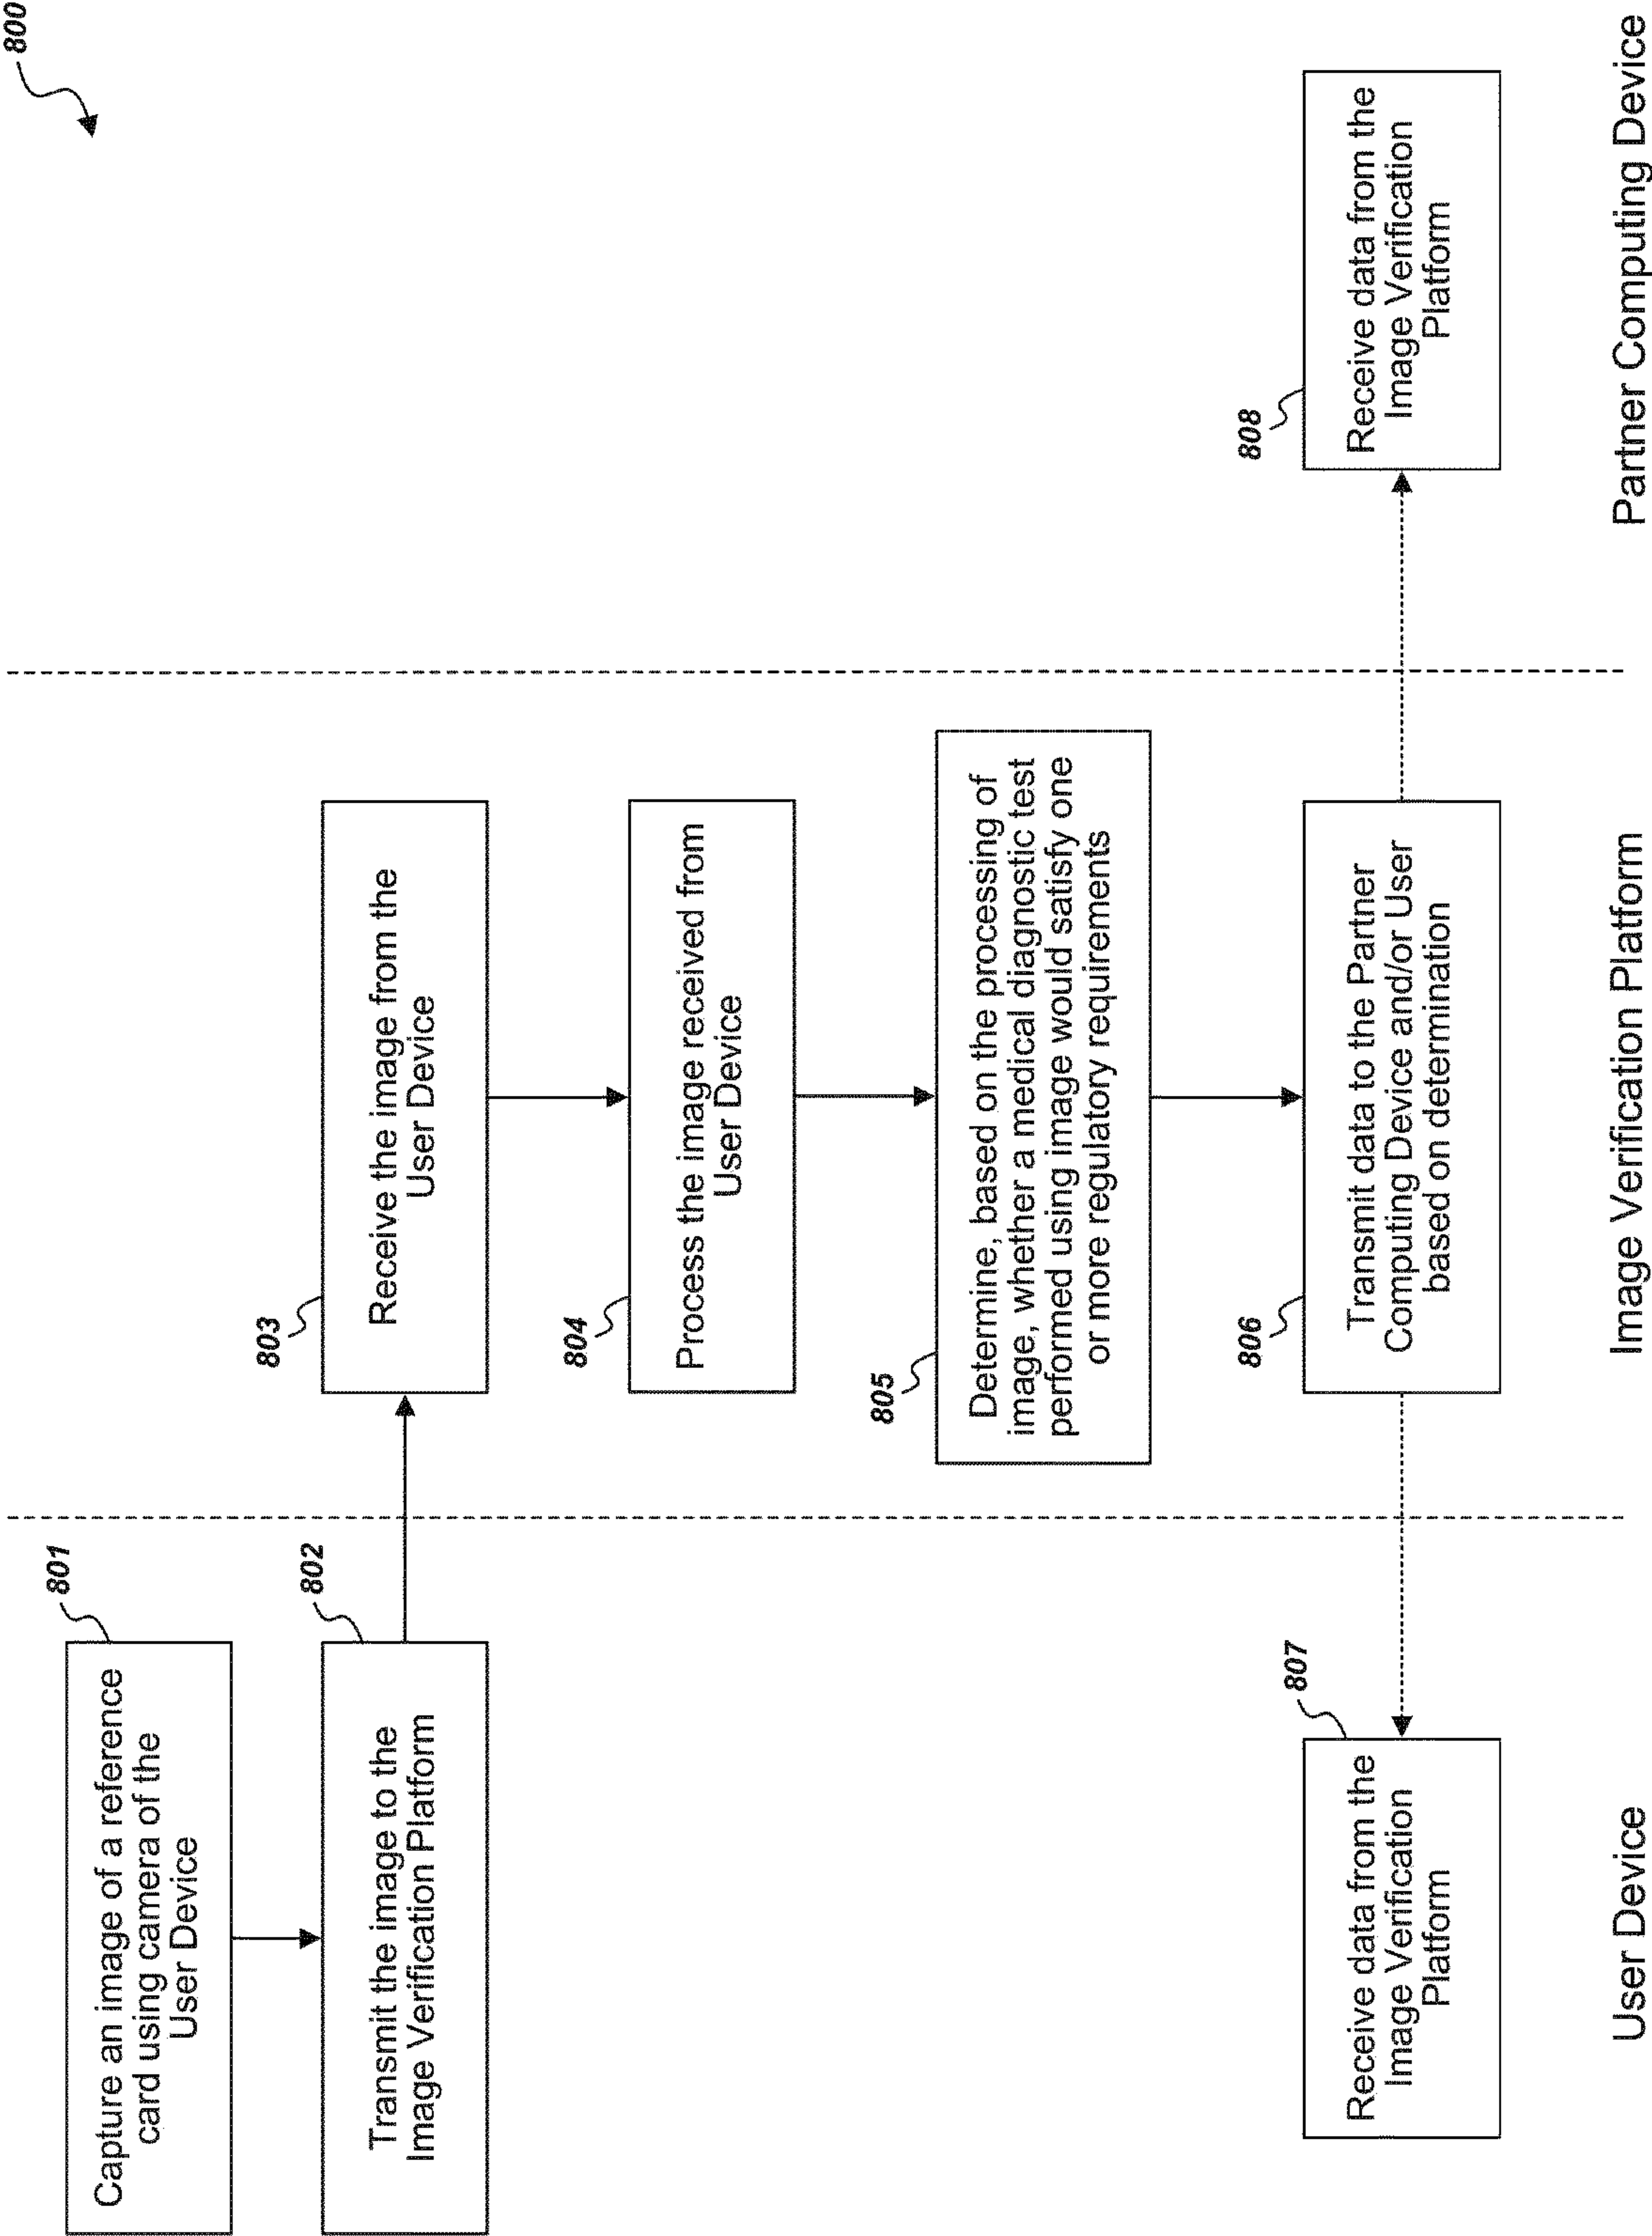 800
801
Capture an image of a reference
card using camera of the
User Device
802
Transmit the image to the
Image Verification Platform
803
Receive the image from the
User Device
804
Process the image received from
User Device
805
Determine, based on the processing of
image, whether a medical diagnostic test
performed using image would satisfy one
or more regulatory requirements
806
Transmit data to the Partner
Computing Device and/or User
based on determination
807
Receive data from the
Image Verification
Platform
808
Receive data from the
Image Verification
Platform
User Device
Image Verification Platform
Partner Computing Device